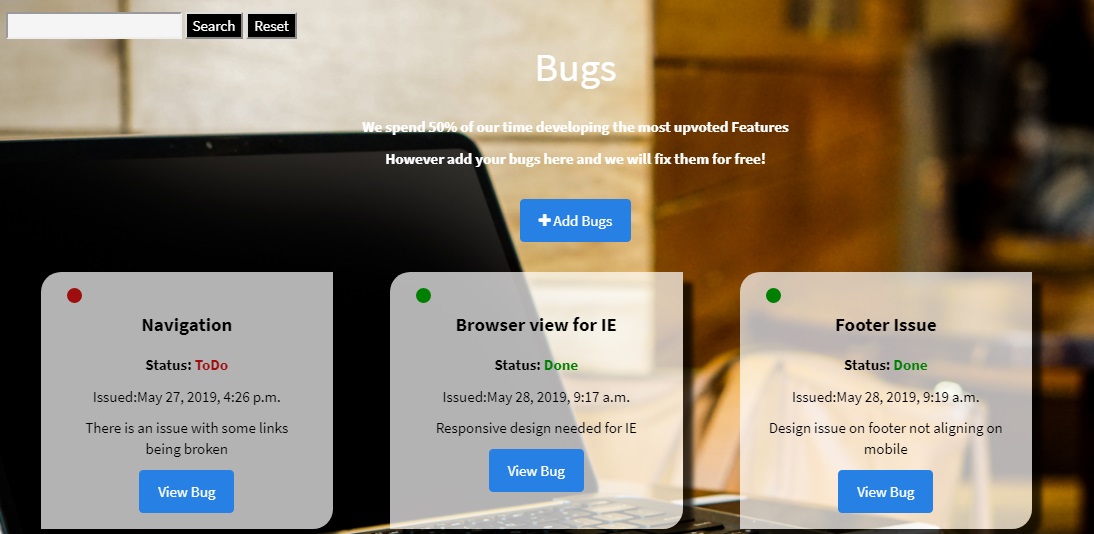 Search Reset
Bugs
We spend 50% of our time developing the most upvoted Features
However add your bugs here and we will fix them for free!
Add Bugs
Navigation
Status: ToDo
Issued:May 27, 2019, 4:26 p.m.
There is an issue with some links
being broken
View Bug
Browser view for IE
Status: Done
Issued:May 28, 2019, 9:17 a.m.
Responsive design needed for IE
View Bug
Footer Issue
Status: Done
Issued:May 28, 2019, 9:19 a.m.
Design issue on footer not aligning on
mobile
View Bug